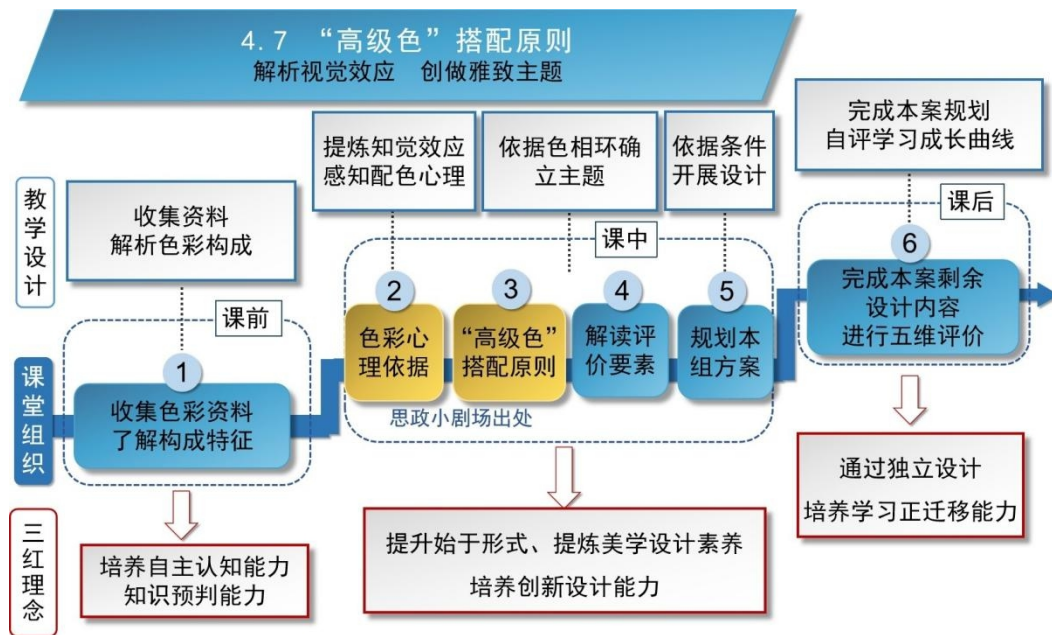 4.7 “高级色”搭配原则
解析视觉效应 创做雅致主题
教学设计
收集资料
解析色彩构成
提炼知觉效应
感知配色心理
依据色相环确
立主题
依据条件
开展设计
完成本案规划
自评学习成长曲线
课堂组织
课前
1
收集色彩资料
了解构成特征
课中
2
色彩心
理依据
3
“高级色”
搭配原则
4
解读评
价要素
5
规划本
组方案
思政小剧场出处
课后
6
完成本案剩余
设计内容
进行五维评价
三红理念
培养自主认知能力
知识预判能力
提升始于形式、提炼美学设计素养
培养创新设计能力
通过独立设计
培养学习正迁移能力